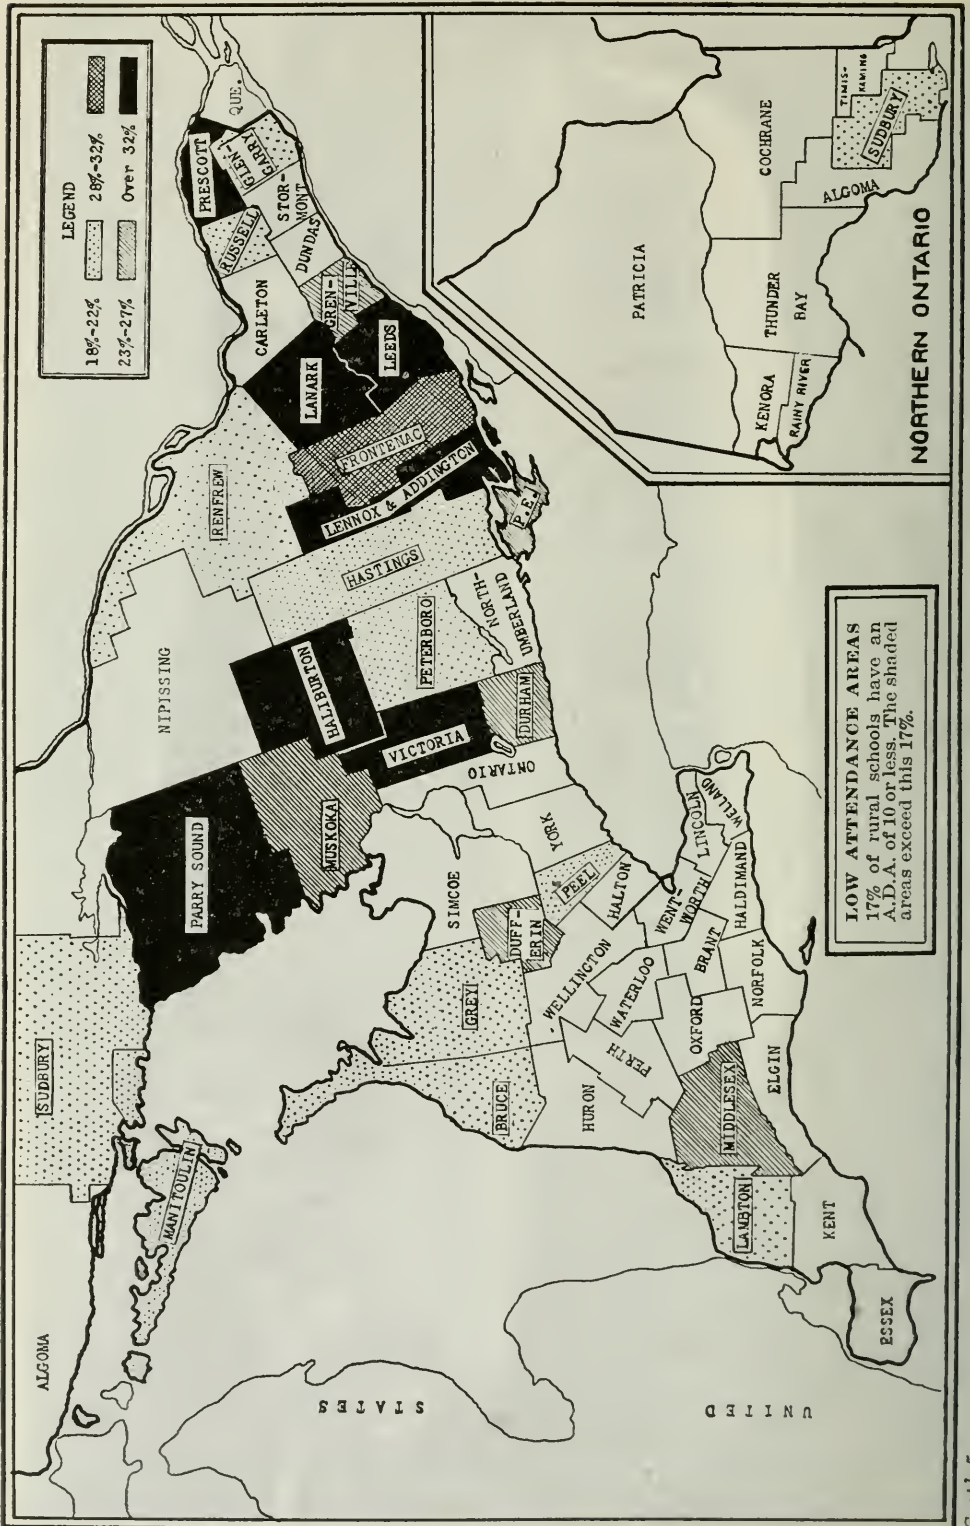 LEGEND
18%-22% 28%-32%
23%-27% Over 32%
QUE.
PRESCOTT
GLEN-
GARRY
STOR-
MONT
RUSSELL
DUNDAS
CARLETON
GREN-
VILLE
LEEDS
LANARK
FRONTENAC
LENNOX & ADDINGTON
RENFREW
HASTINGS
P.E.
NORTH-
UMBERLAND
PETERBORO
NIPISSING
HALIBURTON
VICTORIA
DURHAM
ONTARIO
PARRY SOUND
MUSKOKA
YORK
SIMCOE
PEEL
HALTON
DUFF-
ERIN
GREY
WELLINGTON
WATERLOO
WENT-
WORTH
LINCOLN
WELLAND
HALDIMAND
BRANT
NORFOLK
OXFORD
PERTH
BRUCE
HURON
MIDDLESEX
ELGIN
LAMBTON
KENT
ESSEX
SUDBURY
MANITOULIN
ALGOMA
UNITED
STATES
PATRICIA
COCHRANE
TIMIS-
KAMING
SUDBURY
ALGOMA
THUNDER
BAY
KENORA
RAINY RIVER
NORTHERN ONTARIO
LOW ATTENDANCE AREAS
17% of rural schools have an
A.D.A. of 10 or less. The shaded
areas exceed this 17%.